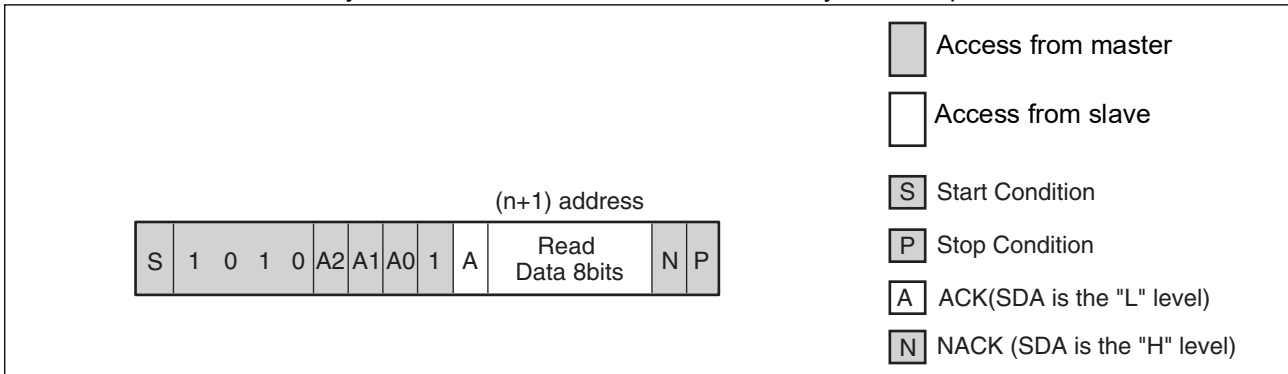 Access from master
Access from slave
(n+1) address
S 1 0 1 0 A2 A1 A0 1 A Read Data 8bits N P
S Start Condition
P Stop Condition
A ACK(SDA is the "L" level)
N NACK (SDA is the "H" level)